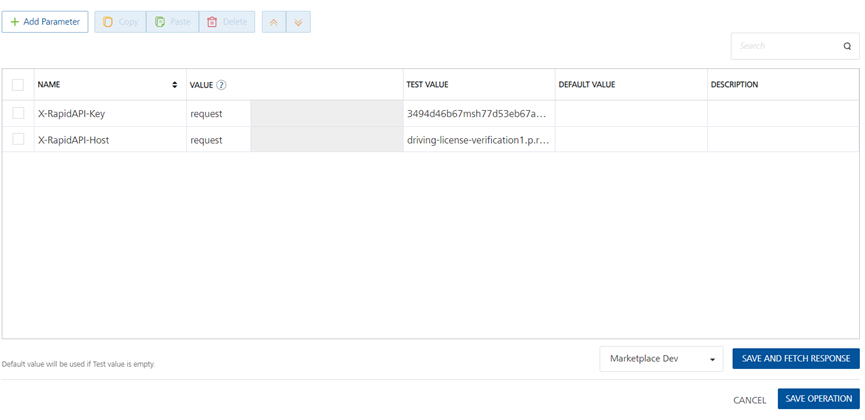 Add Parameter Copy Paste Delete
Search
NAME VALUE ? TEST VALUE DEFAULT VALUE DESCRIPTION
X-RapidAPI-Key request 3494d46b67msh77d53eb67a...
X-RapidAPI-Host request driving-license-verification1.p.r...
Default value will be used if Test value is empty.
Marketplace Dev SAVE AND FETCH RESPONSE
CANCEL SAVE OPERATION